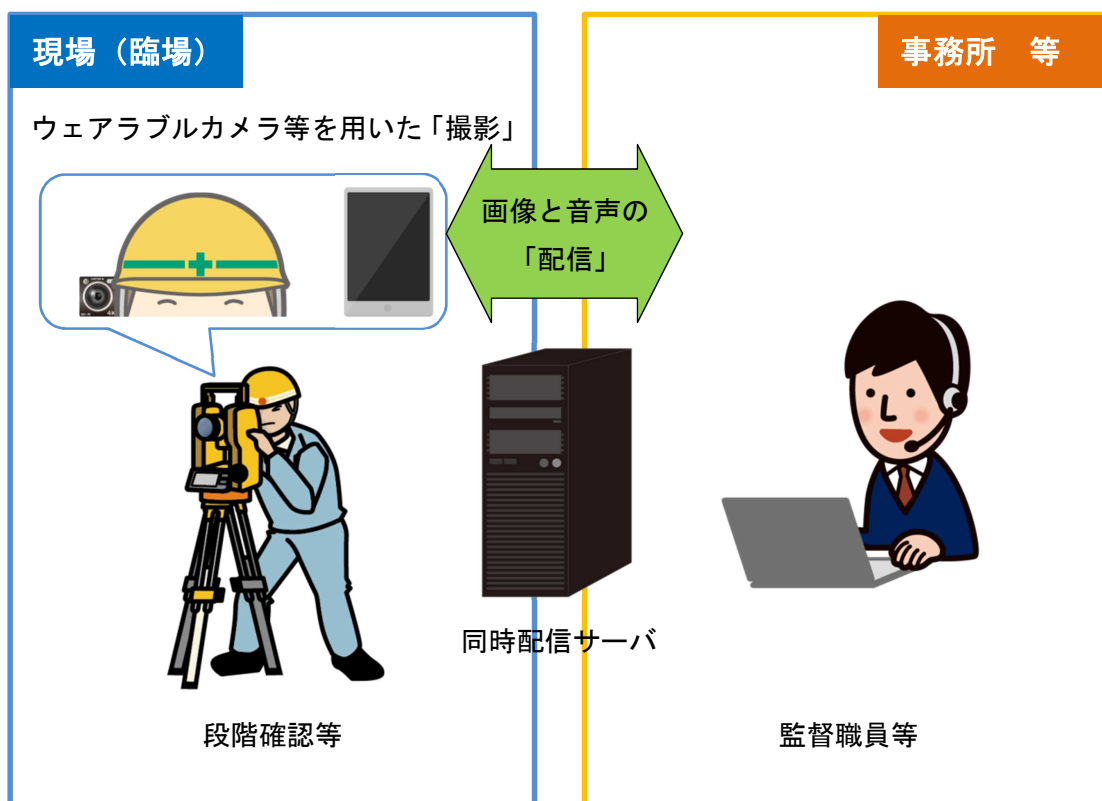 現場（臨場）
事務所　等
ウェアラブルカメラ等を用いた「撮影」
画像と音声の
「配信」
同時配信サーバ
段階確認等
監督職員等